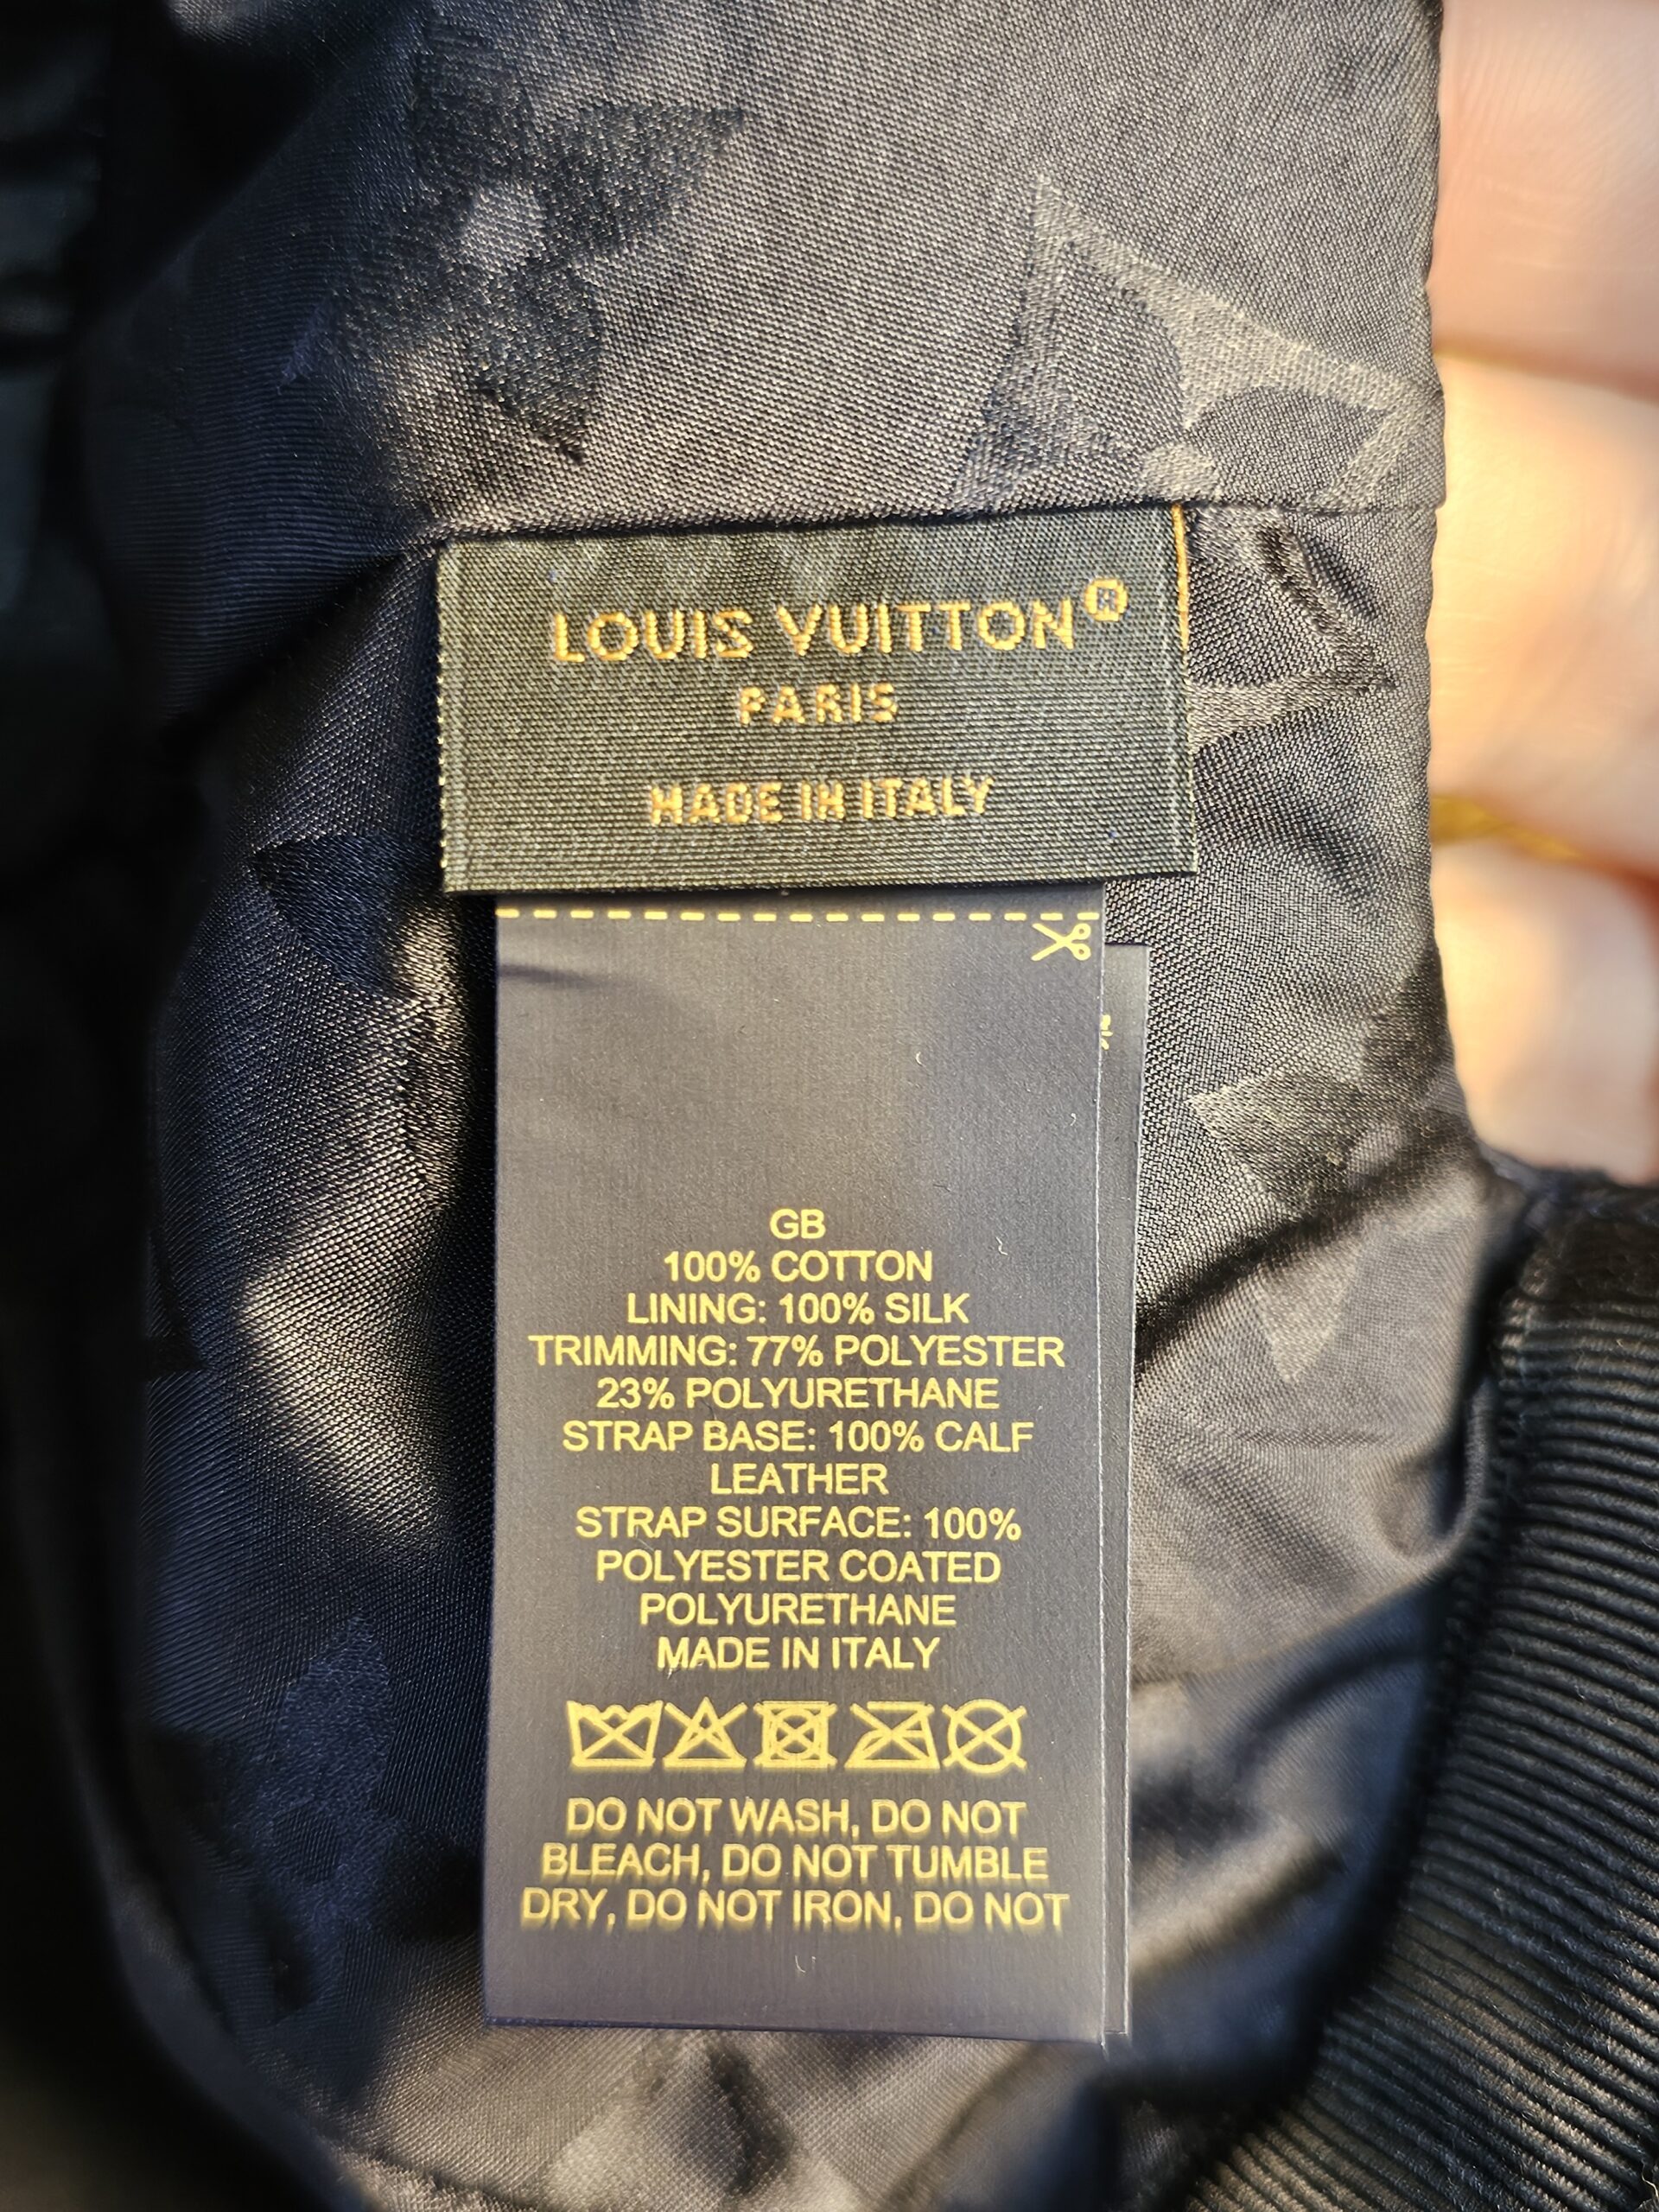 LOUIS VUITTON®
PARIS
MADE IN ITALY
GB
100% COTTON
LINING: 100% SILK
TRIMMING: 77% POLYESTER
23% POLYURETHANE
STRAP BASE: 100% CALF
LEATHER
STRAP SURFACE: 100%
POLYESTER COATED
POLYURETHANE
MADE IN ITALY
DO NOT WASH, DO NOT
BLEACH, DO NOT TUMBLE
DRY, DO NOT IRON, DO NOT